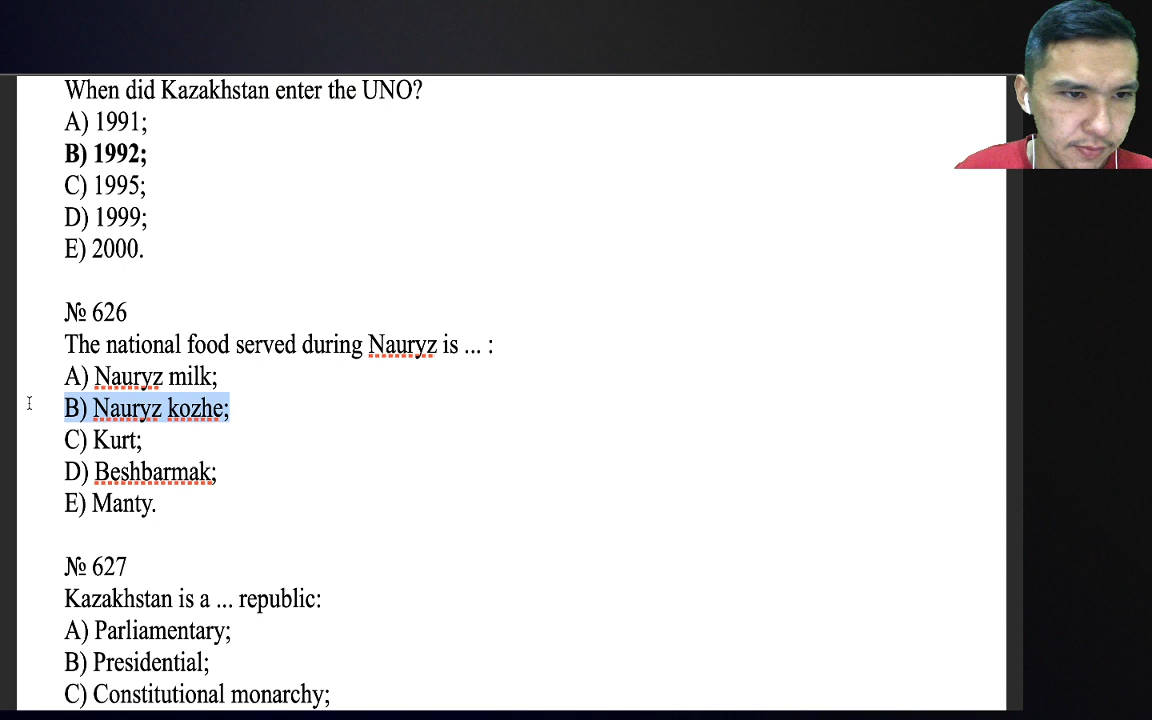 When did Kazakhstan enter the UNO?
A) 1991;
B) 1992;
C) 1995;
D) 1999;
E) 2000.
№ 626
The national food served during Nauryz is ... :
A) Nauryz milk;
B) Nauryz kozhe;
C) Kurt;
D) Beshbarmak;
E) Manty.
№ 627
Kazakhstan is a ... republic:
A) Parliamentary;
B) Presidential;
C) Constitutional monarchy;